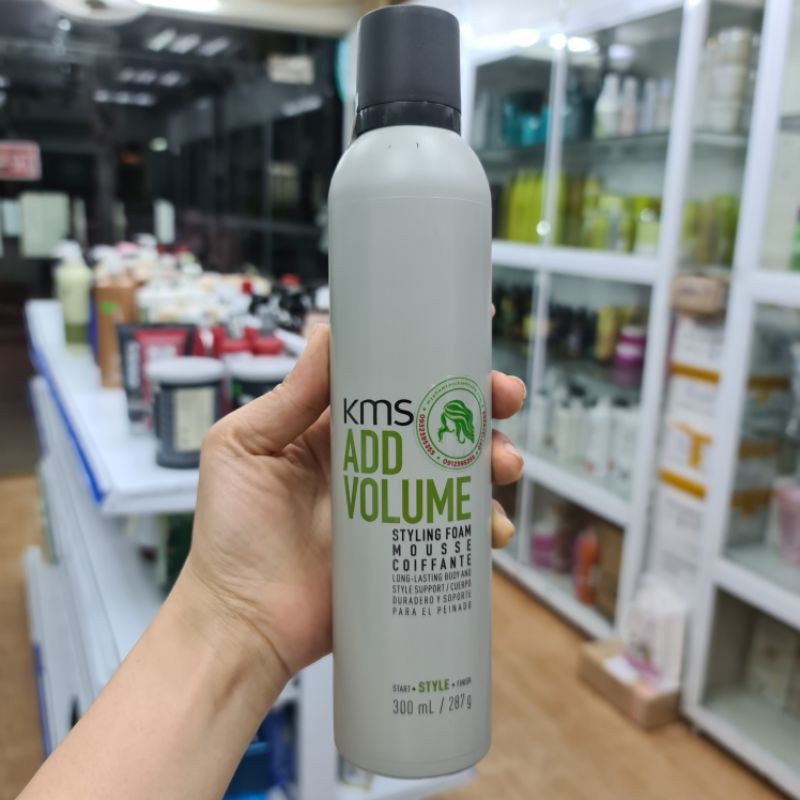 KMS
ADD
VOLUME
STYLING FOAM
MOUSSE
COIFFANTE
LONG-LASTING BODY AND
STYLE SUPPORT / CUERPO
DURADERO Y SOPORTE
PARA EL PEINADO
START + STYLE + FINISH
300 mL / 287 g